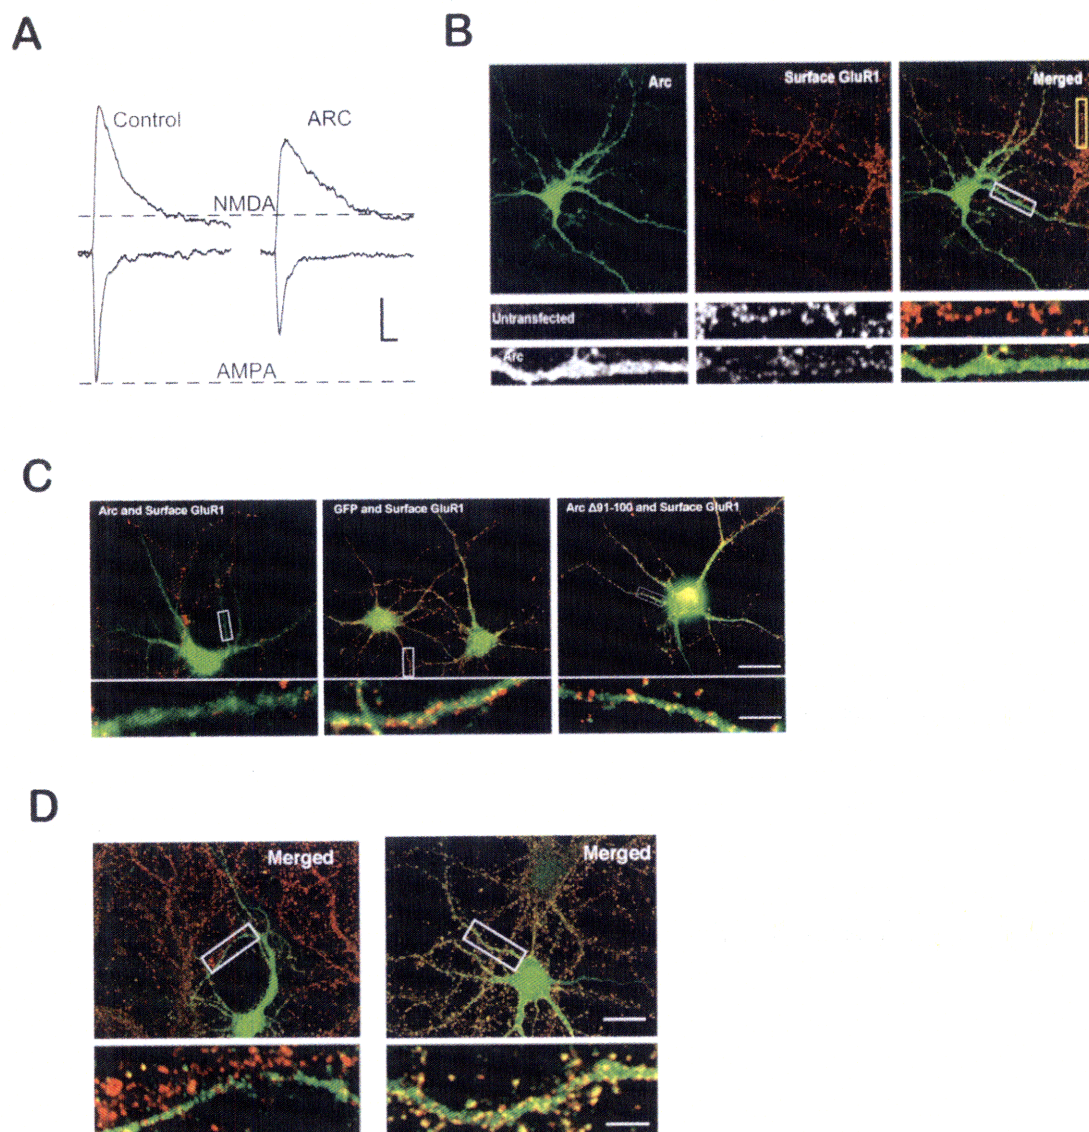 A
Control
ARC
NMDA
AMPA
B
Arc
Surface GluR1
Merged
Untransfected
Arc
C
Arc and Surface GluR1
GFP and Surface GluR1
Arc Δ91-100 and Surface GluR1
D
Merged
Merged